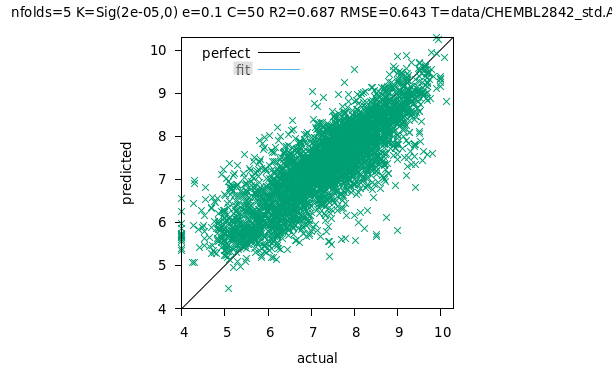 nfolds=5 K=Sig(2e-05,0) e=0.1 C=50 R2=0.687 RMSE=0.643 T=data/CHEMBL2842_std.A
perfect
fit
10
9
8
7
6
5
4
predicted
4 5 6 7 8 9 10
actual